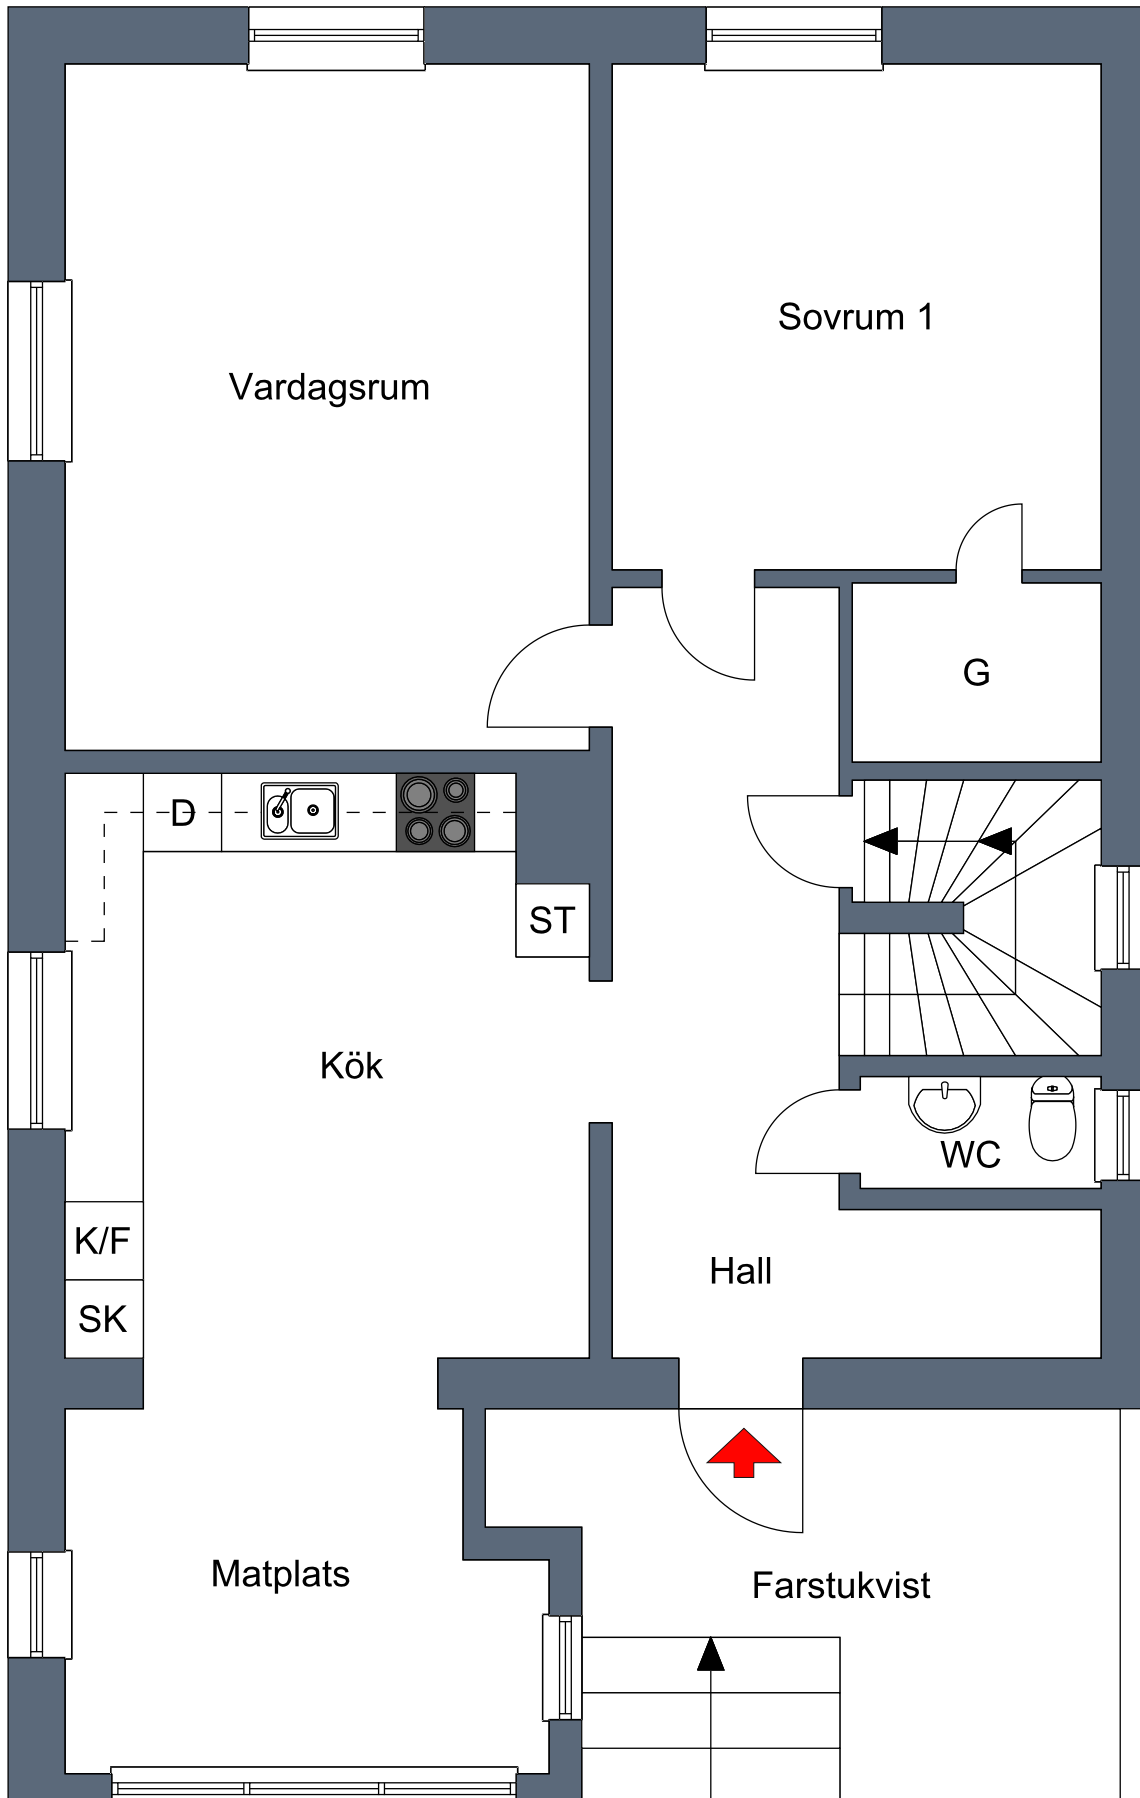 Sovrum 1
Vardagsrum
G
D
ST
Kök
WC
K/F
Hall
SK
Matplats
Farstukvist